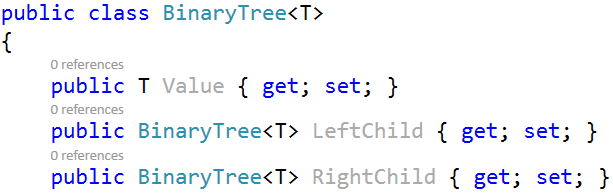 public class BinaryTree<T>
{
0 references
public T Value { get; set; }
0 references
public BinaryTree<T> LeftChild { get; set; }
0 references
public BinaryTree<T> RightChild { get; set; }